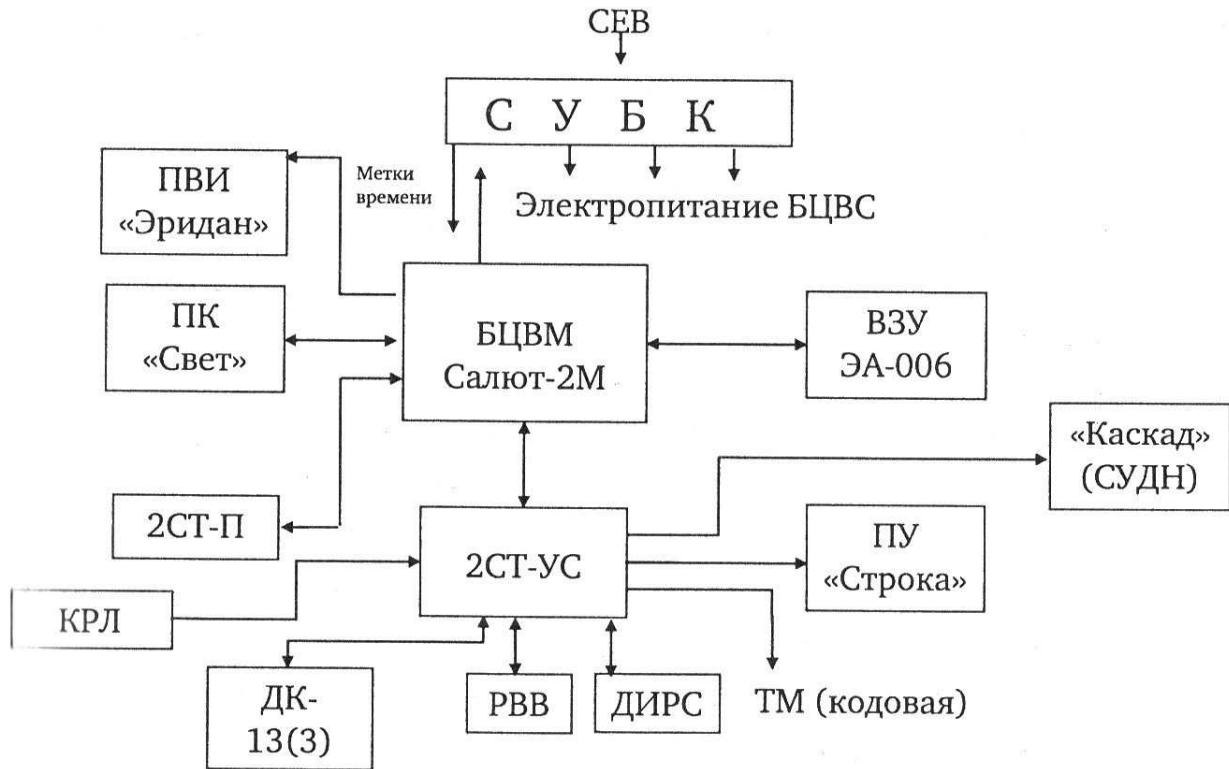 СЕВ
С У Б К
Метки
времени
Электропитание БЦВС
ПВИ
«Эридан»
ПК
«Свет»
БЦВМ
Салют-2М
ВЗУ
ЭА-006
«Каскад»
(СУДН)
2СТ-П
2СТ-УС
ПУ
«Строка»
КРЛ
ДК-
13(3)
РВВ
ДИРС
ТМ (кодовая)